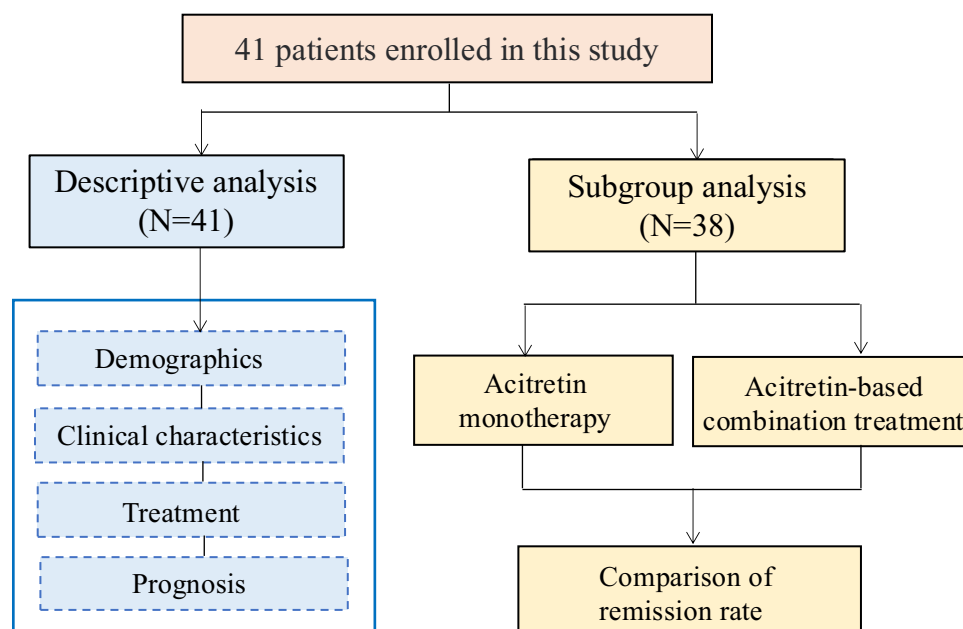 41 patients enrolled in this study
Descriptive analysis
(N=41)
Demographics
Clinical characteristics
Treatment
Prognosis
Subgroup analysis
(N=38)
Acitretin
monotherapy
Acitretin-based
combination treatment
Comparison of
remission rate